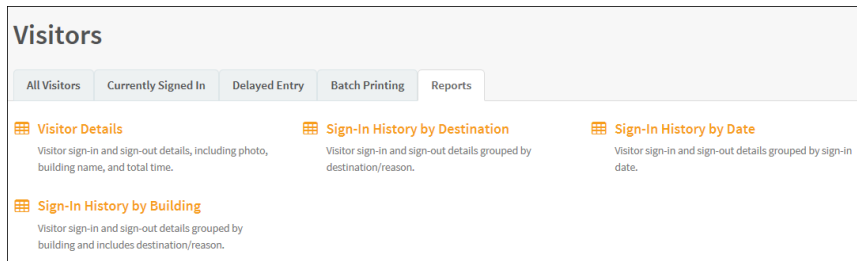 Visitors
All Visitors
Currently Signed In
Delayed Entry
Batch Printing
Reports
Visitor Details
Visitor sign-in and sign-out details, including photo,
building name, and total time.
Sign-In History by Destination
Visitor sign-in and sign-out details grouped by
destination/reason.
Sign-In History by Date
Visitor sign-in and sign-out details grouped by sign-in
date.
Sign-In History by Building
Visitor sign-in and sign-out details grouped by
building and includes destination/reason.